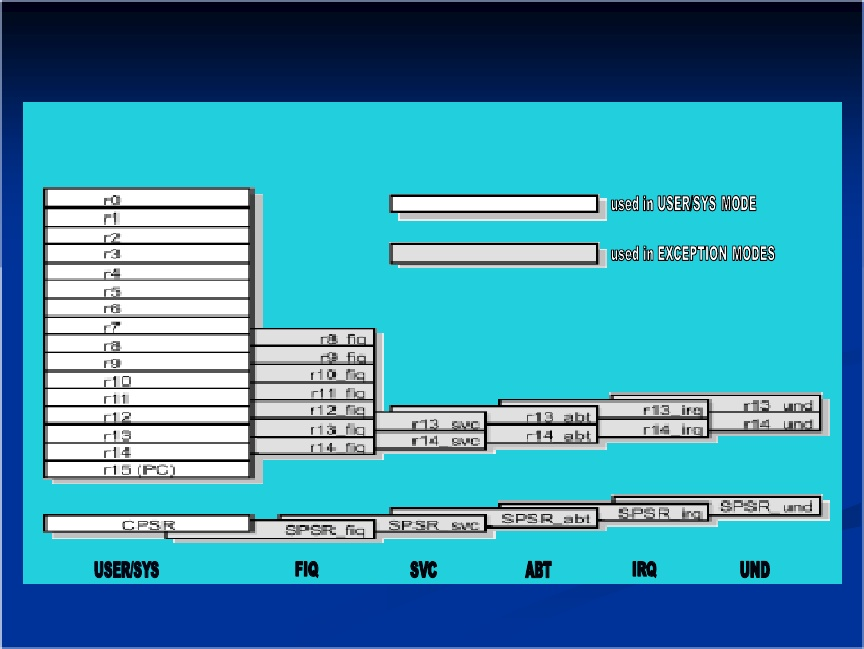 r0
r1
r2
r3
r4
r5
r6
r7
r8
r9
r10
r11
r12
r13
r14
r15 (PC)
CPSR
USER/SYS
r8_fiq
r9_fiq
r10_fiq
r11_fiq
r12_fiq
r13_fiq
r14_fiq
SPSR_fiq
FIQ
r13_svc
r14_svc
SPSR_svc
SVC
r13_abt
r14_abt
SPSR_abt
ABT
r13_irq
r14_irq
SPSR_irq
IRQ
r13_und
r14_und
SPSR_und
UND
used in USER/SYS MODE
used in EXCEPTION MODES